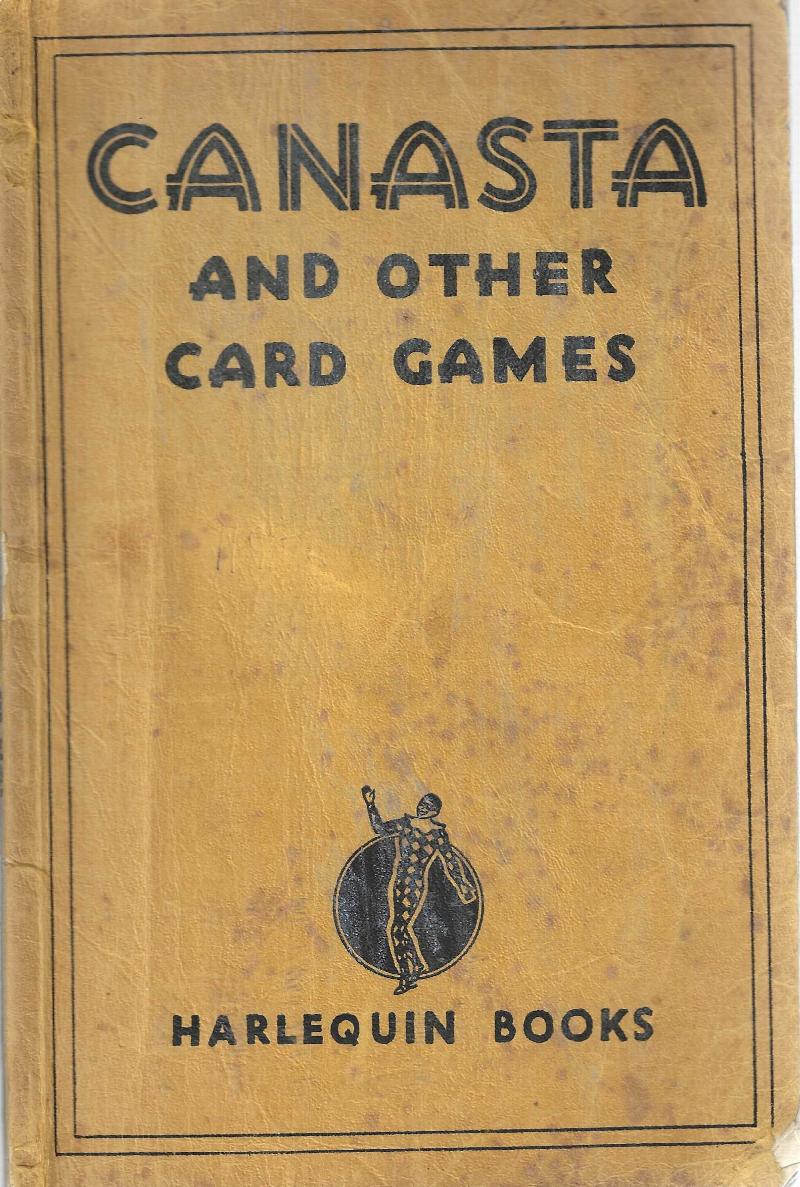 CANASTA
AND OTHER
CARD GAMES
HARLEQUIN BOOKS